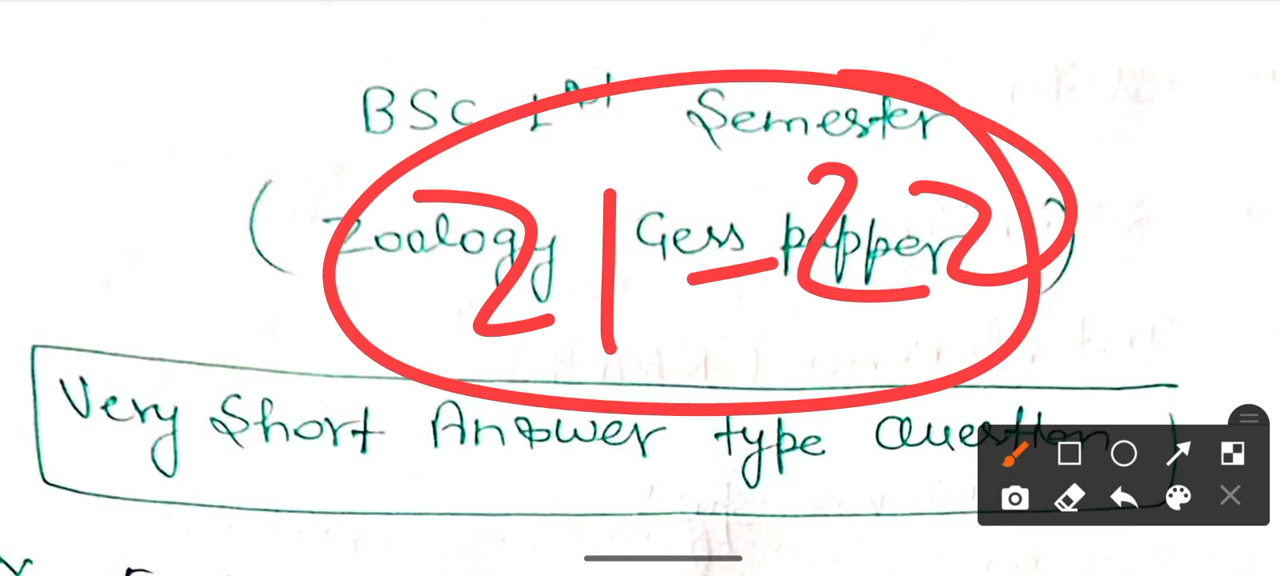 BSC 1st Semester
( Zoology Gess papper )
21-22
Very Short Answer type Question